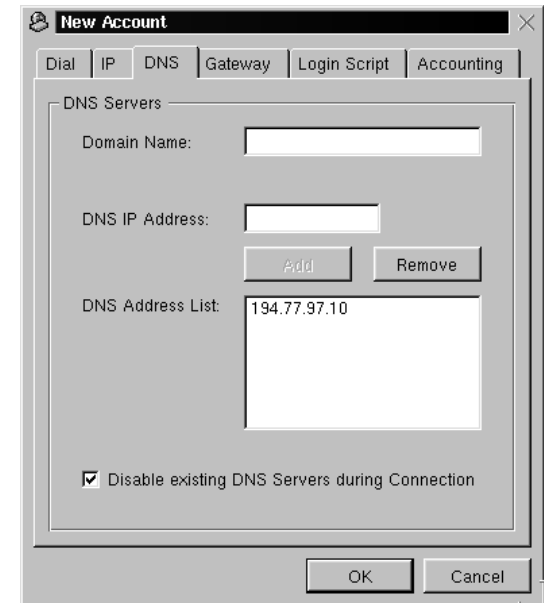 New Account
Dial IP DNS Gateway Login Script Accounting
DNS Servers
Domain Name:
DNS IP Address:
Add Remove
DNS Address List: 194.77.97.10
Disable existing DNS Servers during Connection
OK Cancel